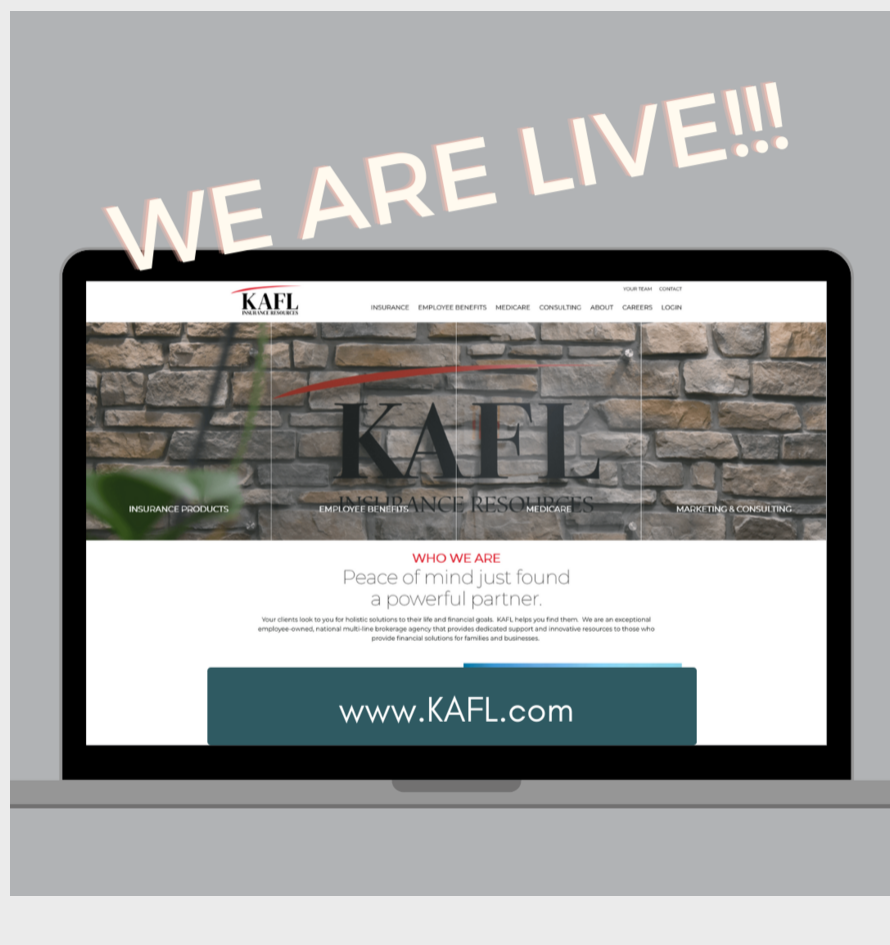 WE ARE LIVE!!!
YOUR TEAM CONTACT
KAFL
INSURANCE RESOURCES
INSURANCE EMPLOYEE BENEFITS MEDICARE CONSULTING ABOUT CAREERS LOGIN
KAFL
INSURANCE RESOURCES
INSURANCE PRODUCTS EMPLOYEE BENEFITS MEDICARE MARKETING & CONSULTING
WHO WE ARE
Peace of mind just found
a powerful partner.
Your clients look to you for holistic solutions to their life and financial goals. KAFL helps you find them. We are an exceptional
employee-owned, national multi-line brokerage agency that provides dedicated support and innovative resources to those who
provide financial solutions for families and businesses.
www.KAFL.com